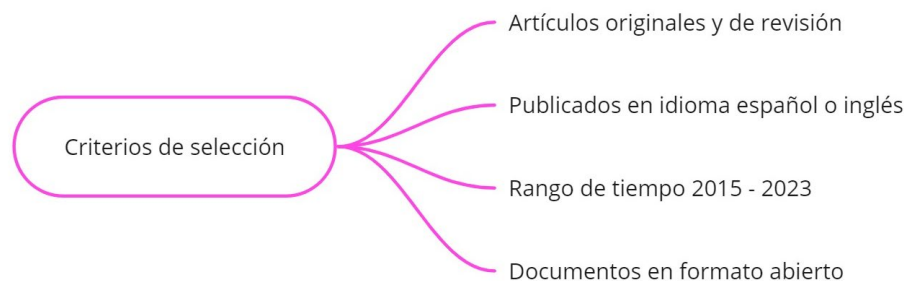 Criterios de selección
Artículos originales y de revisión
Publicados en idioma español o inglés
Rango de tiempo 2015 - 2023
Documentos en formato abierto